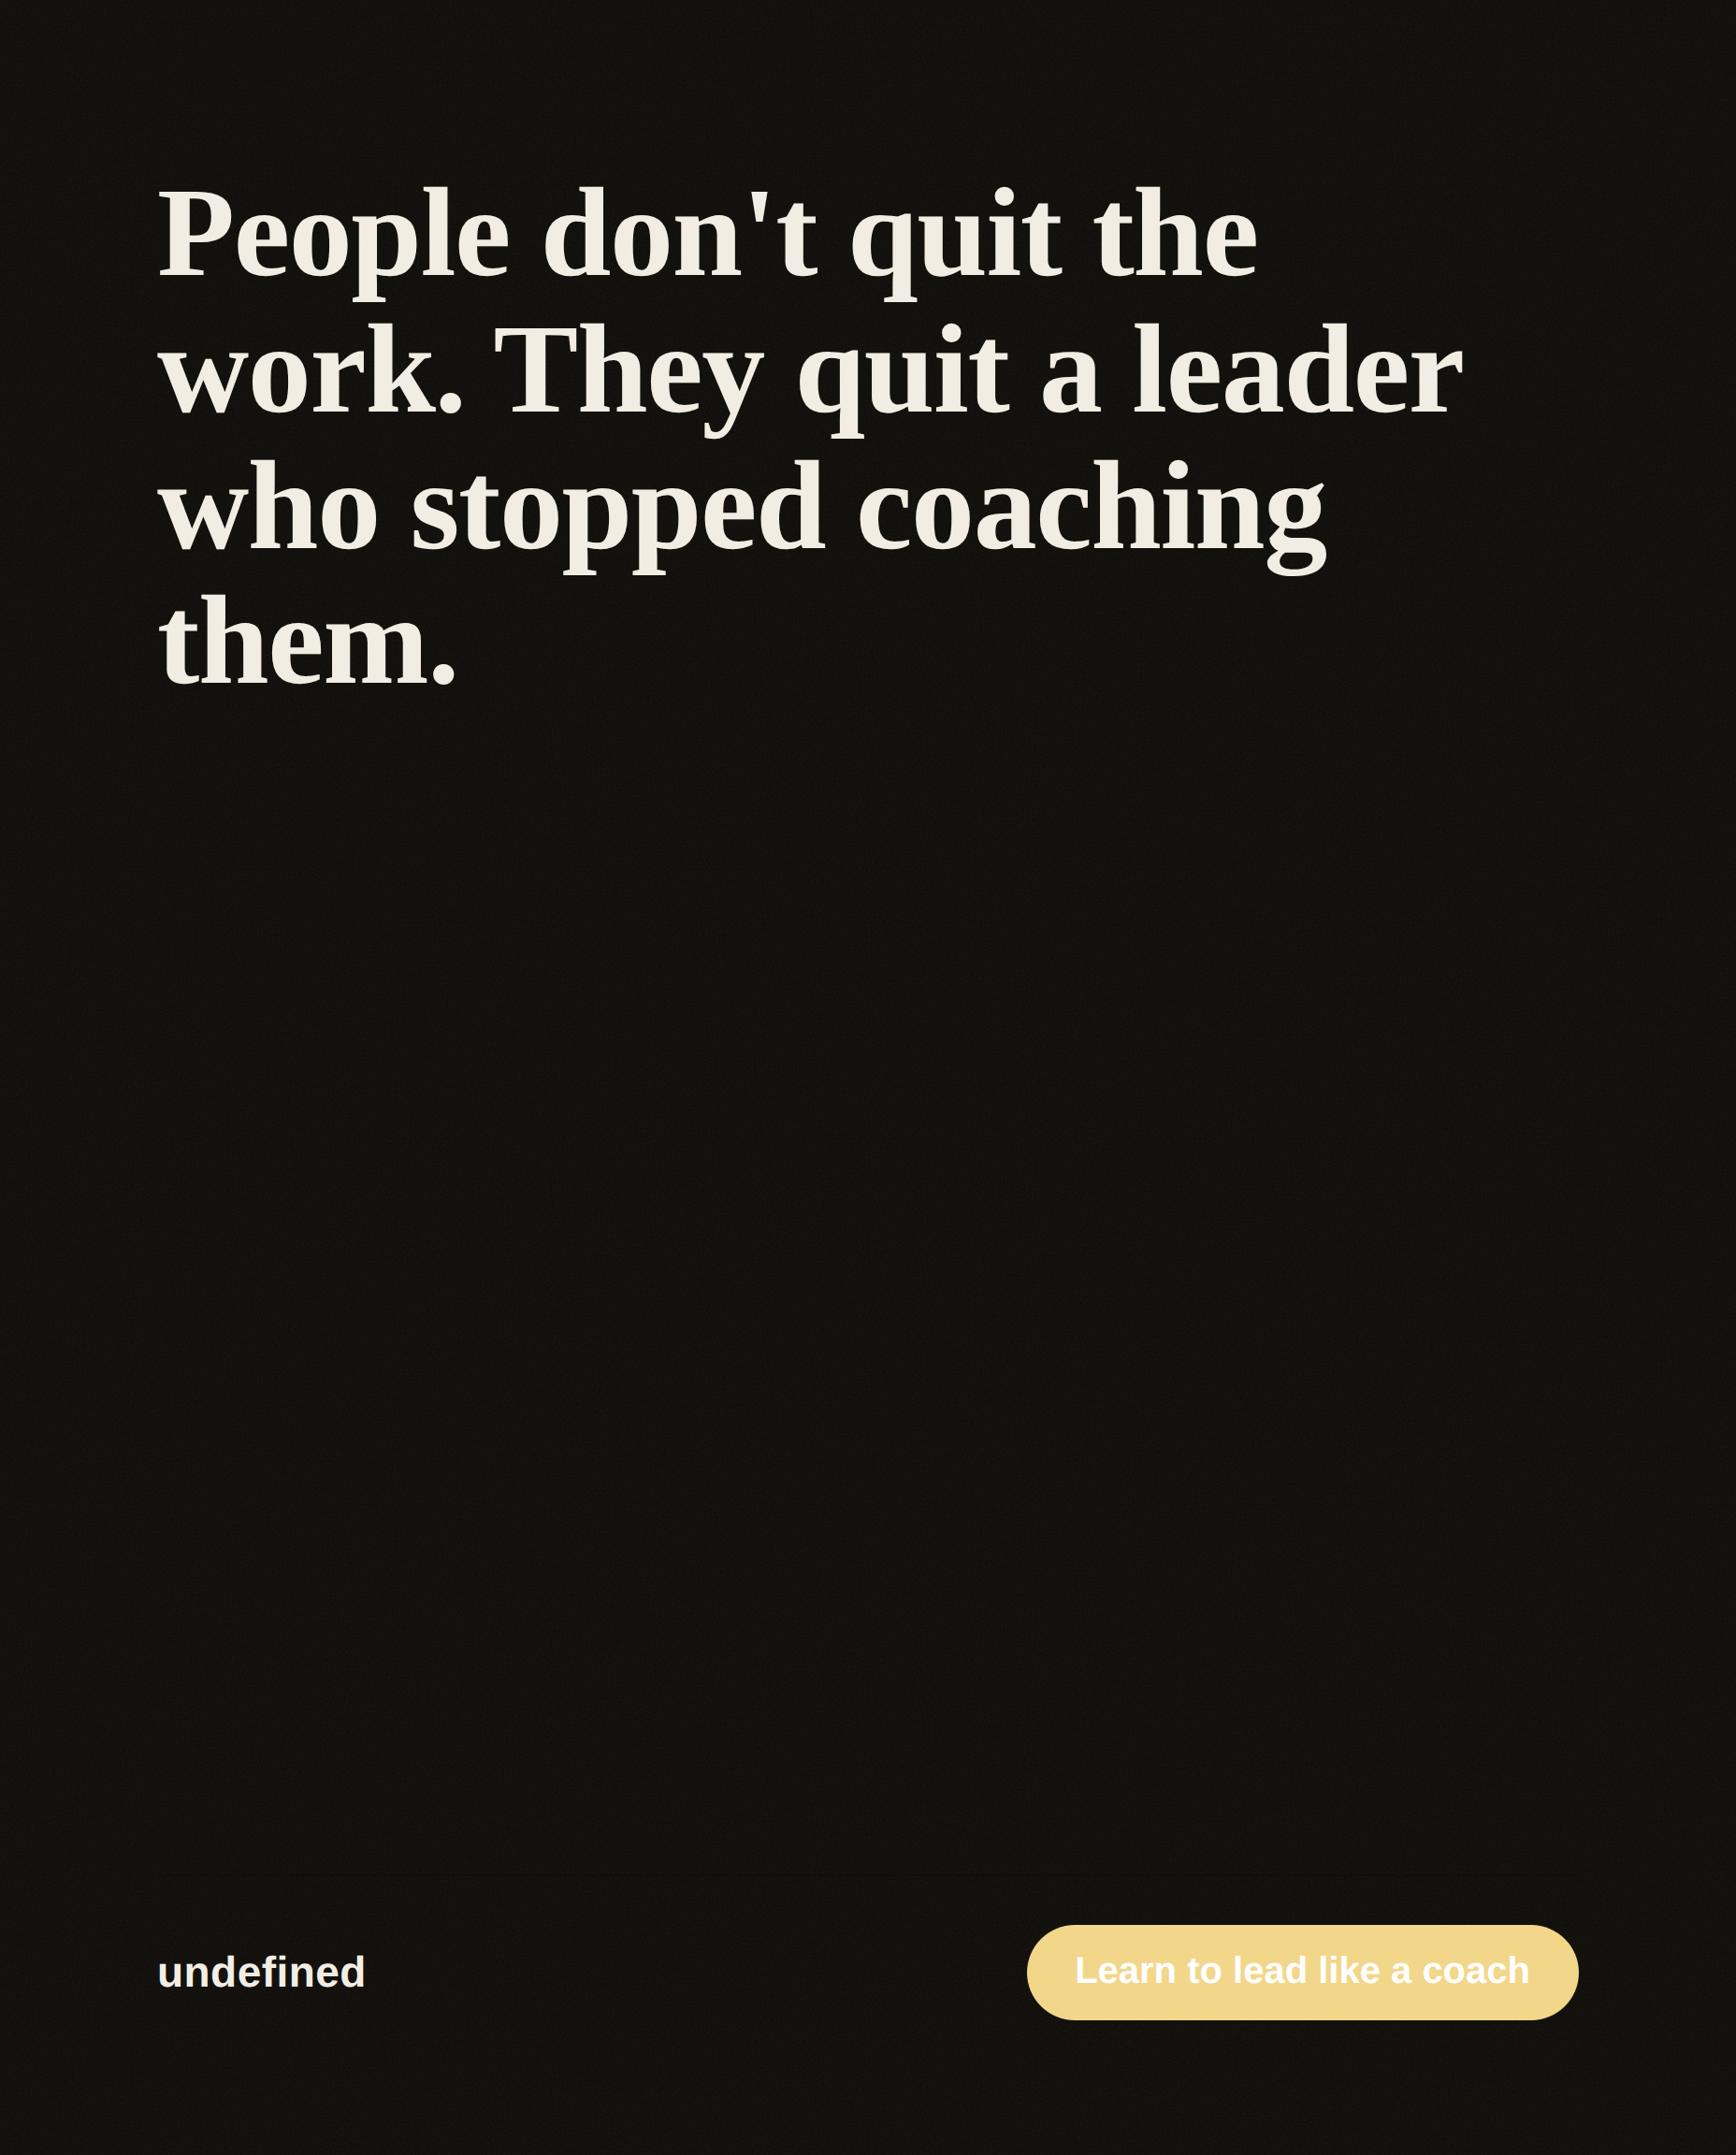 People don't quit the
work. They quit a leader
who stopped coaching
them.
undefined
Learn to lead like a coach